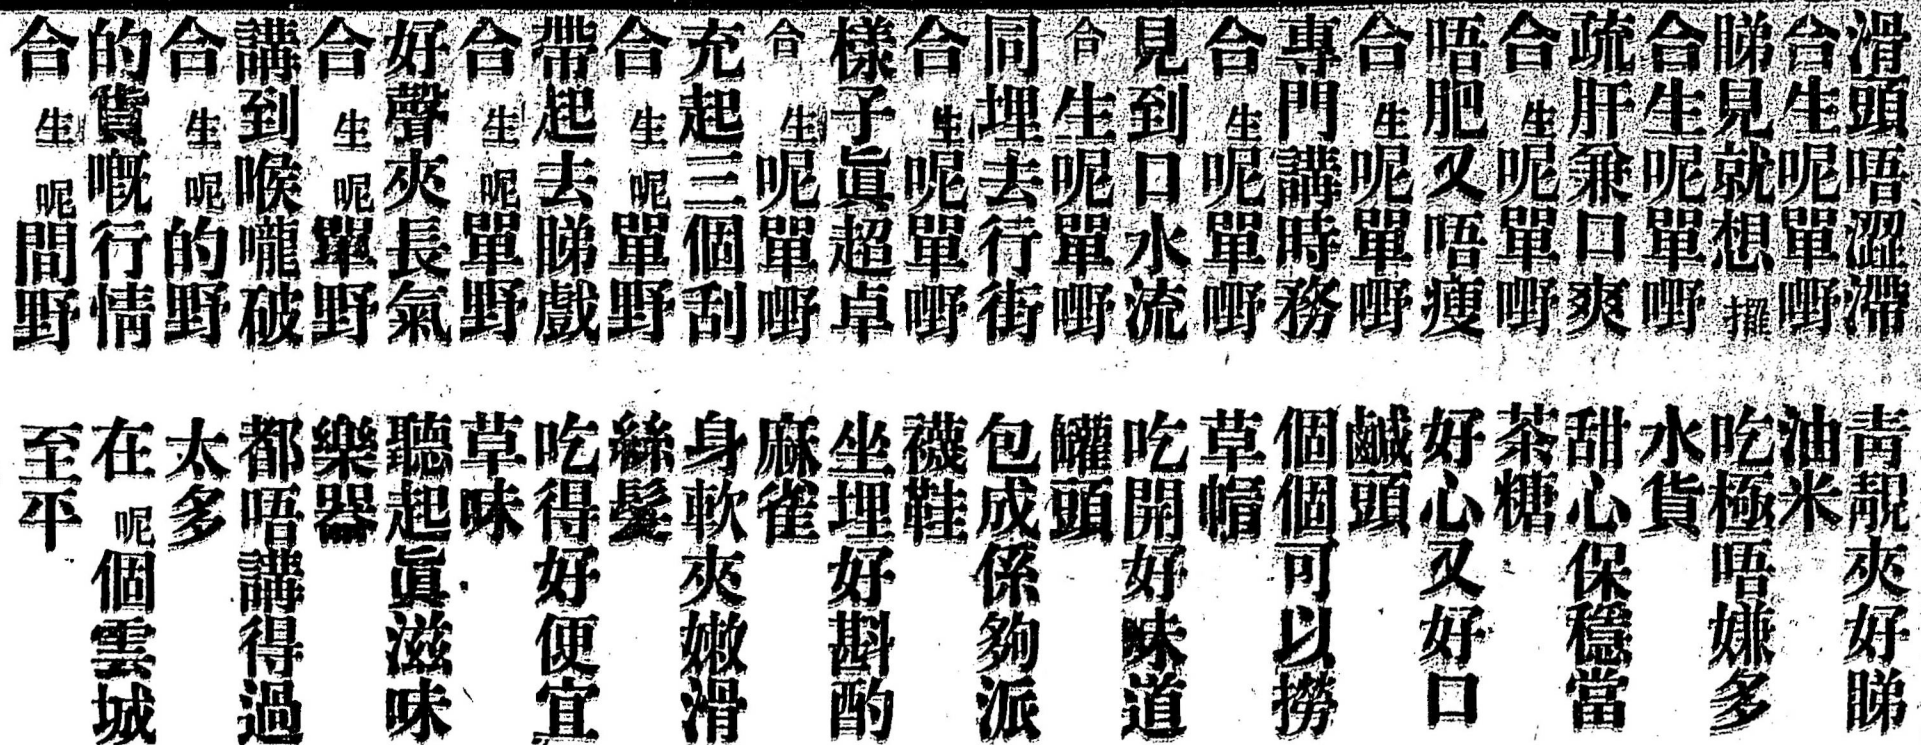 滑頭唔澀滯　青靚夾好睇
合生呢單嘢　油米
睇見就想攞　吃極唔嫌多
合生呢單嘢　水貨
疏肝兼口爽　甜心保穩當
合生呢單嘢　茶糖
唔肥又唔瘦　好心又好口
合生呢單嘢　鹹頭
專門講時務　個個可以撈
合生呢單嘢　草帽
見到口水流　吃開好味道
合生呢單嘢　罐頭
同埋去行街　包成係夠派
合生呢單嘢　襪鞋
樣子眞超卓　坐埋好斟酌
合生呢單嘢　麻雀
充起三個刮　身軟夾嫩滑
合生呢單野　絲髮
帶起去睇戲　吃得好便宜
合生呢單野　草味
好聲夾長氣　聽起眞滋味
合生呢單野　樂器
講到喉嚨破　都唔講得過
合生呢的野　太多
的貨嘅行情　在呢個雲城
合生呢間野　至平